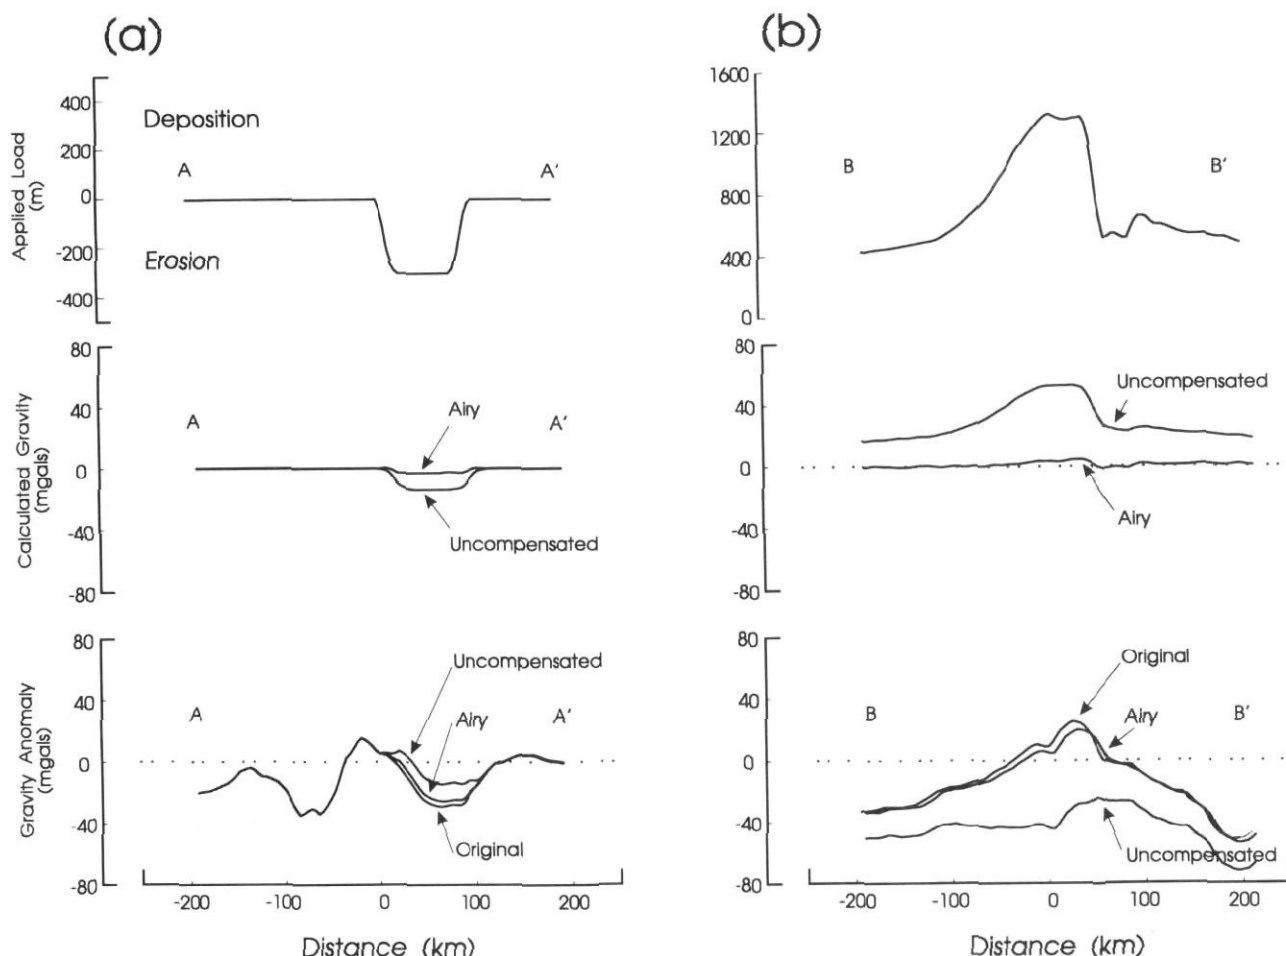 (a)
Applied Load
(m)
400
200
0
-200
-400
Deposition
A
A'
Erosion
Calculated Gravity
(mgals)
80
40
0
-40
-80
A
A'
Airy
Uncompensated
Gravity Anomaly
(mgals)
80
40
0
-40
-80
A
A'
Uncompensated
Airy
Original
-200
-100
0
100
200
Distance (km)
(b)
1600
1200
800
400
0
B
B'
80
40
0
-40
-80
Uncompensated
Airy
80
40
0
-40
-80
B
B'
Original
Airy
Uncompensated
-200
-100
0
100
200
Distance (km)